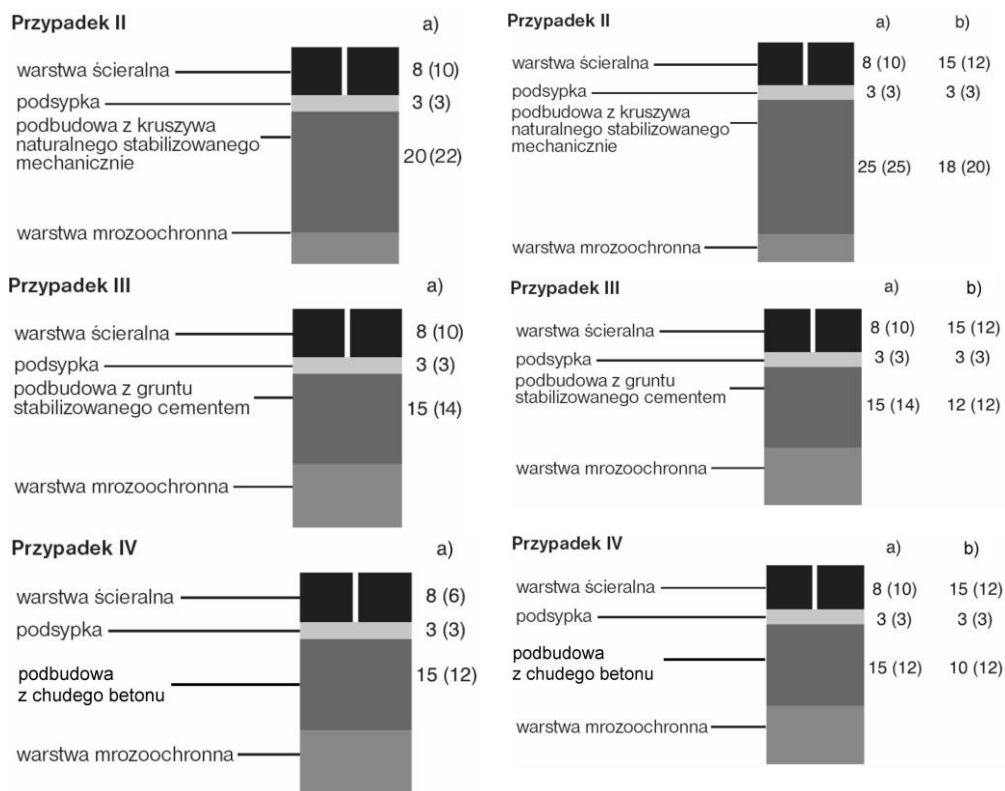 Przypadek II a)
warstwa ścieralna 8 (10)
podsypka 3 (3)
podbudowa z kruszywa
naturalnego stabilizowanego
mechanicznie 20 (22)
warstwa mrozoochronna
Przypadek III a)
warstwa ścieralna 8 (10)
podsypka 3 (3)
podbudowa z gruntu
stabilizowanego cementem 15 (14)
warstwa mrozoochronna
Przypadek IV a)
warstwa ścieralna 8 (6)
podsypka 3 (3)
podbudowa 15 (12)
z chudego betonu
warstwa mrozoochronna
Przypadek II a) b)
warstwa ścieralna 8 (10) 15 (12)
podsypka 3 (3) 3 (3)
podbudowa z kruszywa
naturalnego stabilizowanego
mechanicznie
25 (25) 18 (20)
warstwa mrozoochronna
Przypadek III a) b)
warstwa ścieralna 8 (10) 15 (12)
podsypka 3 (3) 3 (3)
podbudowa z gruntu
stabilizowanego cementem
15 (14) 12 (12)
warstwa mrozoochronna
Przypadek IV a) b)
warstwa ścieralna 8 (10) 15 (12)
podsypka 3 (3) 3 (3)
podbudowa
z chudego betonu 15 (12) 10 (12)
warstwa mrozoochronna